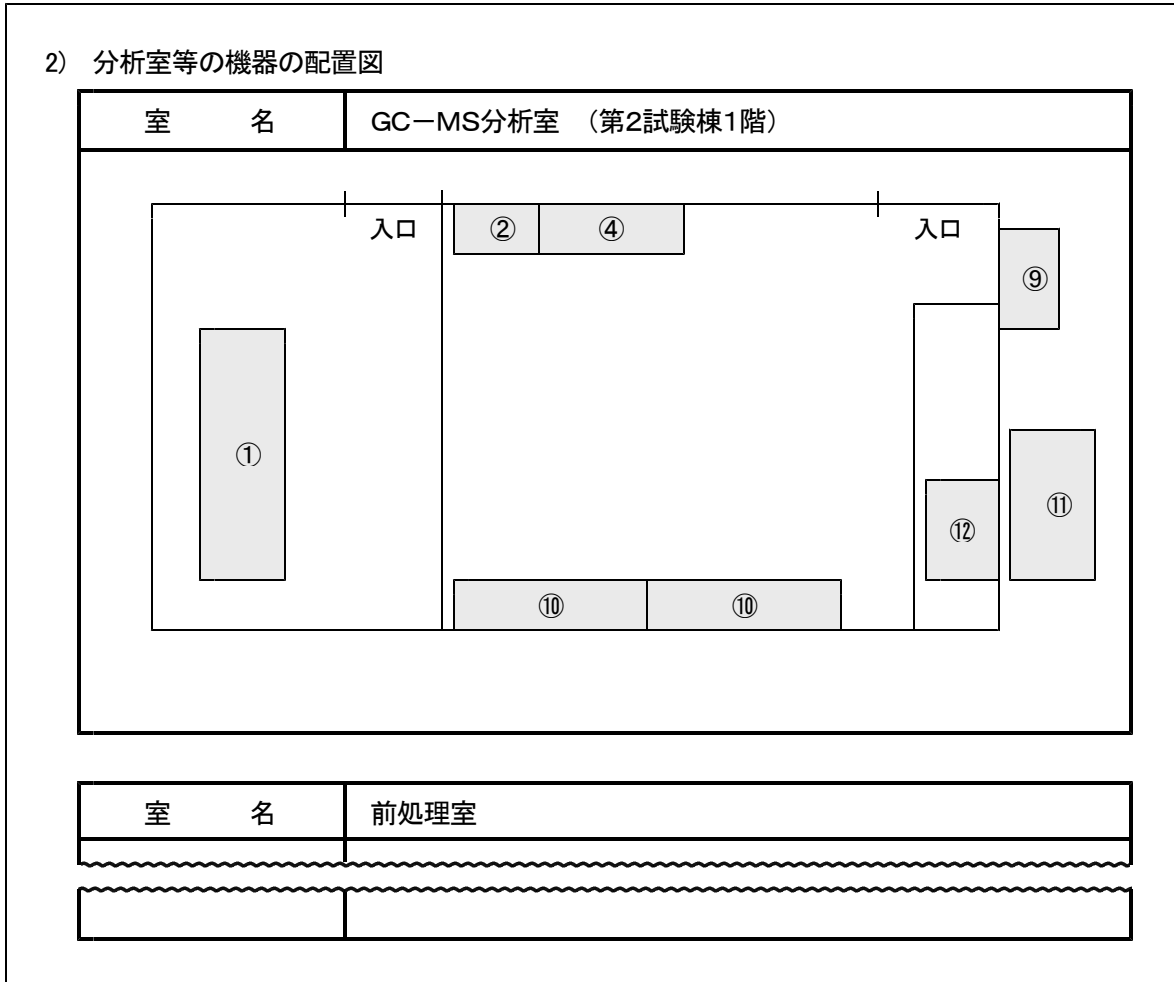 2) 分析室等の機器の配置図
室 名 GC－MS分析室 （第2試験棟1階）
入口 ② ④ 入口
⑨
①
⑪
⑫
⑩ ⑩
室 名 前処理室